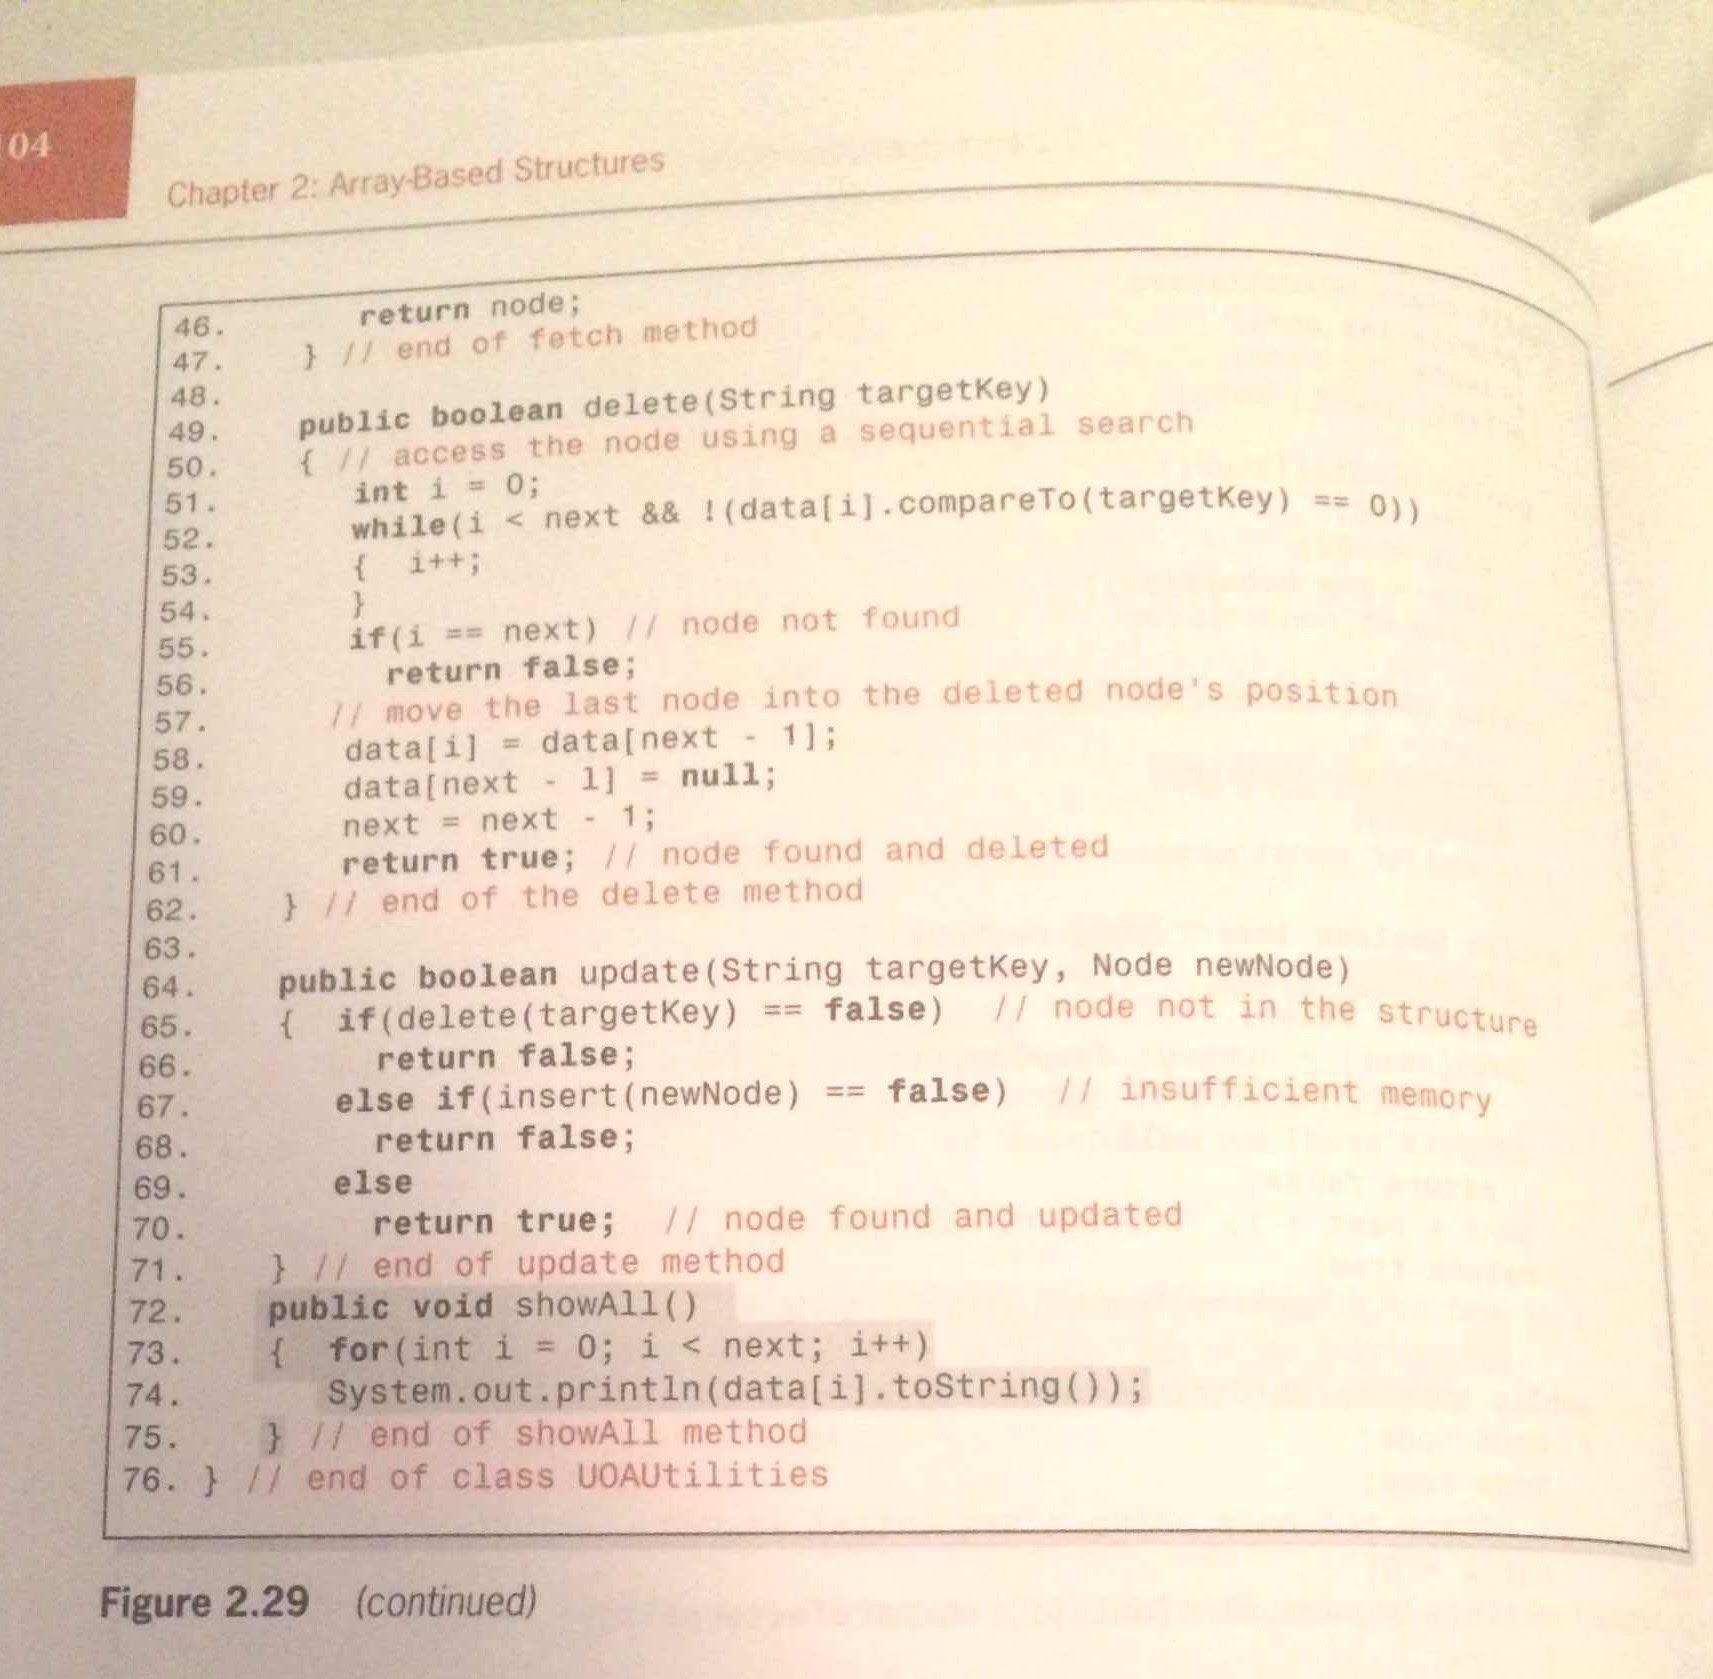 104
Chapter 2: Array-Based Structures
46. return node;
47. } // end of fetch method
48.
49. public boolean delete(String targetKey)
50. { // access the node using a sequential search
51. int i = 0;
52. while(i < next && !(data[i].compareTo(targetKey) == 0))
53. { i++;
54. }
55. if(i == next) // node not found
56. return false;
57. // move the last node into the deleted node's position
58. data[i] = data[next - 1];
59. data[next - 1] = null;
60. next = next - 1;
61. return true; // node found and deleted
62. } // end of the delete method
63.
64. public boolean update(String targetKey, Node newNode)
65. { if(delete(targetKey) == false) // node not in the structure
66. return false;
67. else if(insert(newNode) == false) // insufficient memory
68. return false;
69. else
70. return true; // node found and updated
71. } // end of update method
72. public void showAll()
73. { for(int i = 0; i < next; i++)
74. System.out.println(data[i].toString());
75. } // end of showAll method
76. } // end of class UOAUtilities
Figure 2.29 (continued)